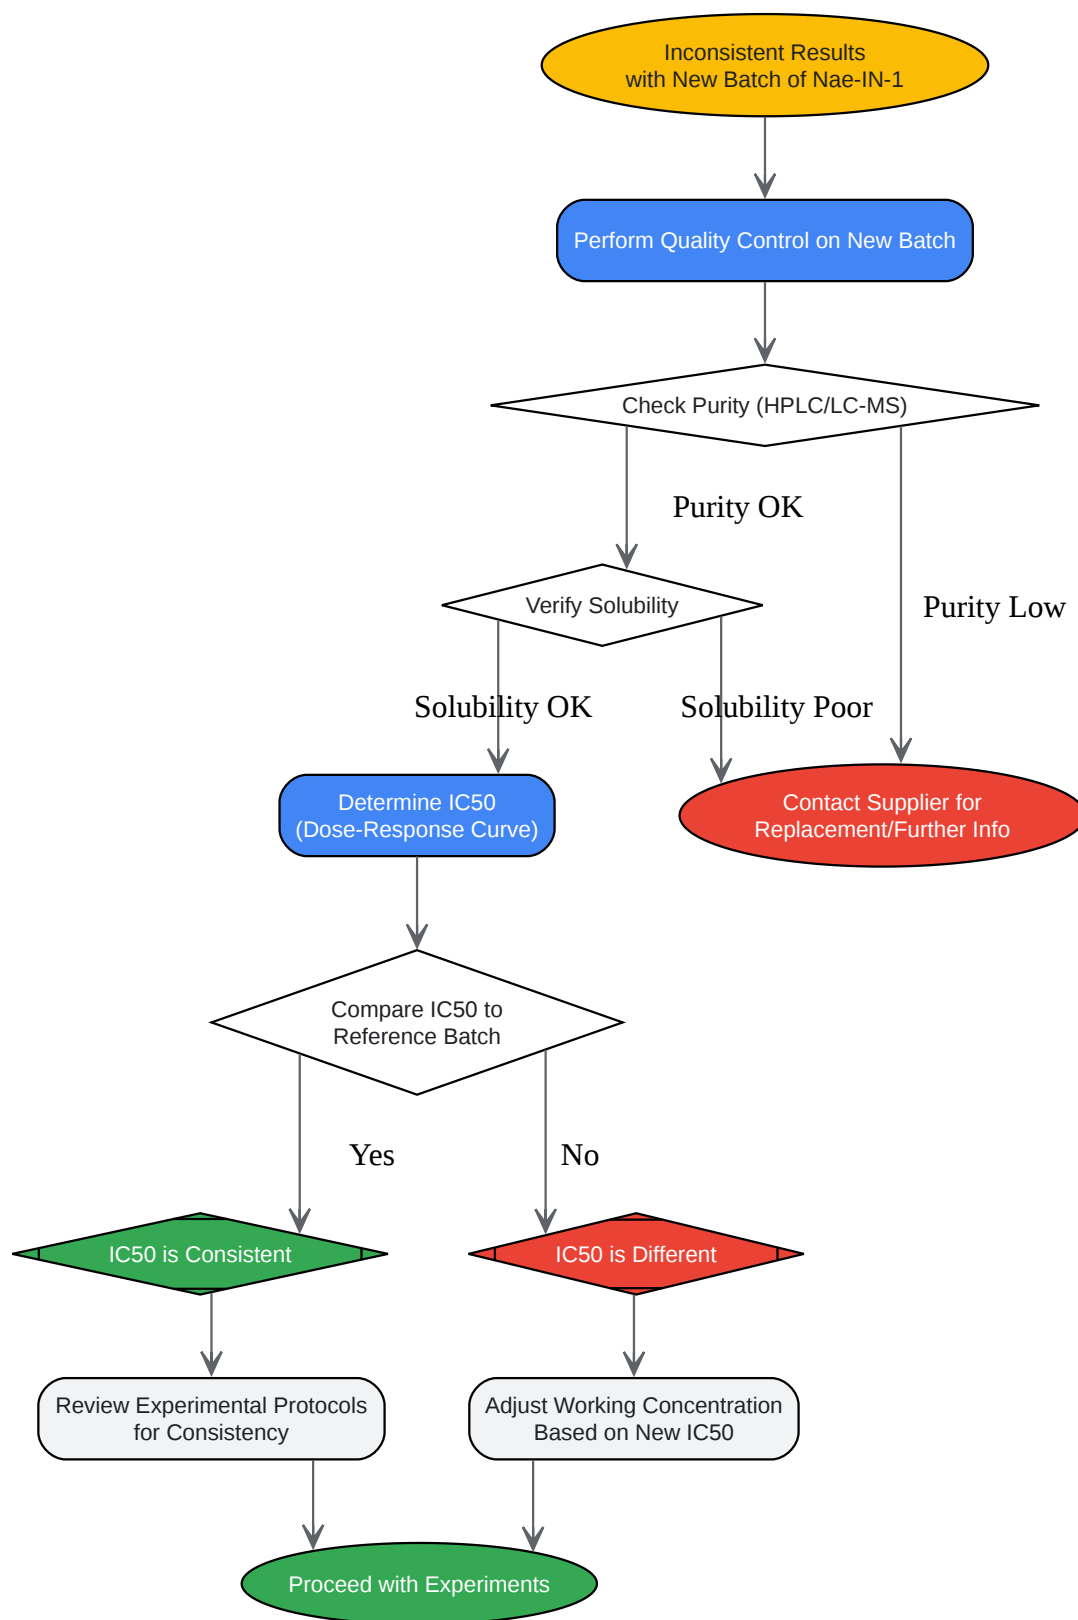 Inconsistent Results
with New Batch of Nae-IN-1
Perform Quality Control on New Batch
Check Purity (HPLC/LC-MS)
Purity OK
Verify Solubility
Purity Low
Solubility OK
Solubility Poor
Determine IC50
(Dose-Response Curve)
Contact Supplier for
Replacement/Further Info
Compare IC50 to
Reference Batch
Yes
No
IC50 is Consistent
IC50 is Different
Review Experimental Protocols
for Consistency
Adjust Working Concentration
Based on New IC50
Proceed with Experiments